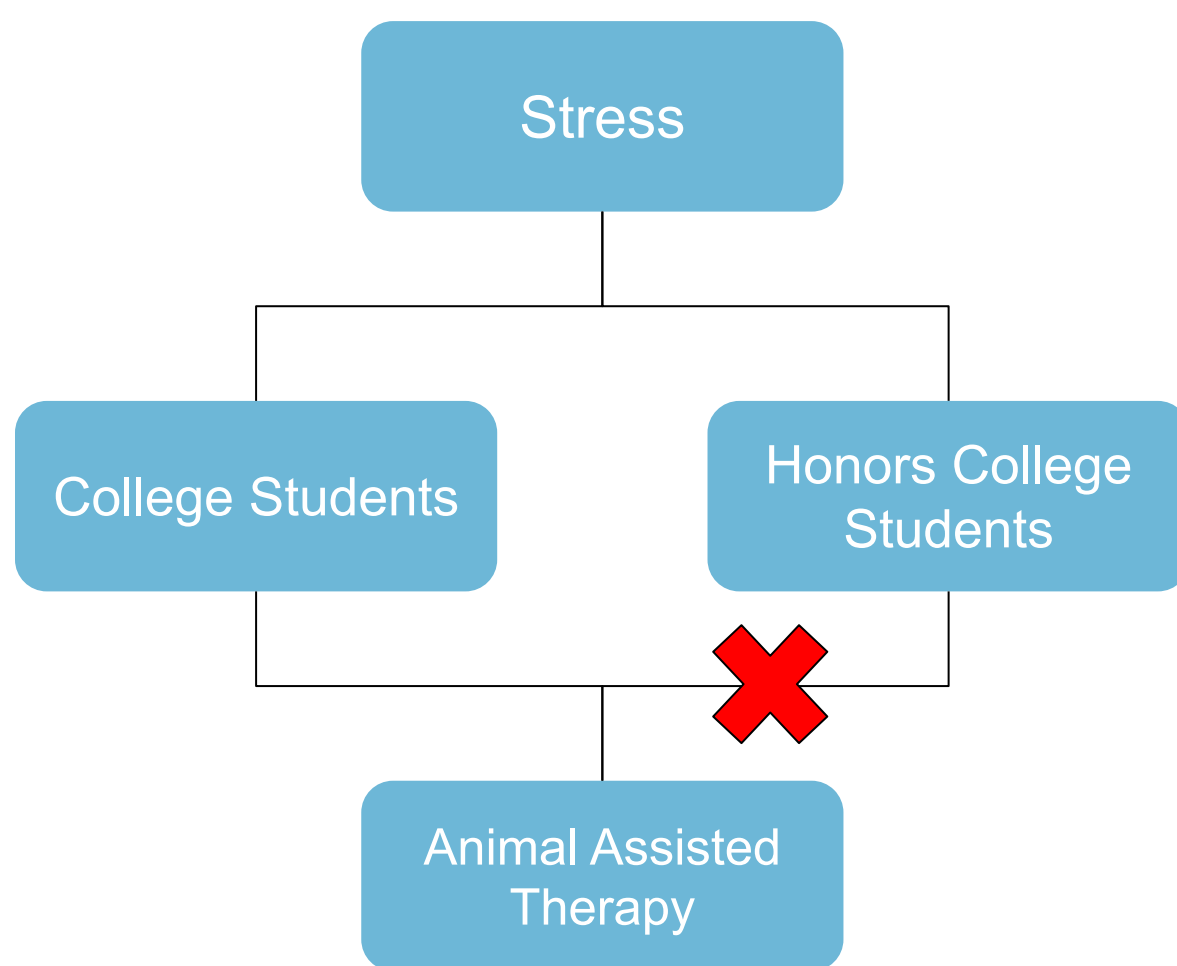 Stress
College Students
Honors College
Students
Animal Assisted
Therapy